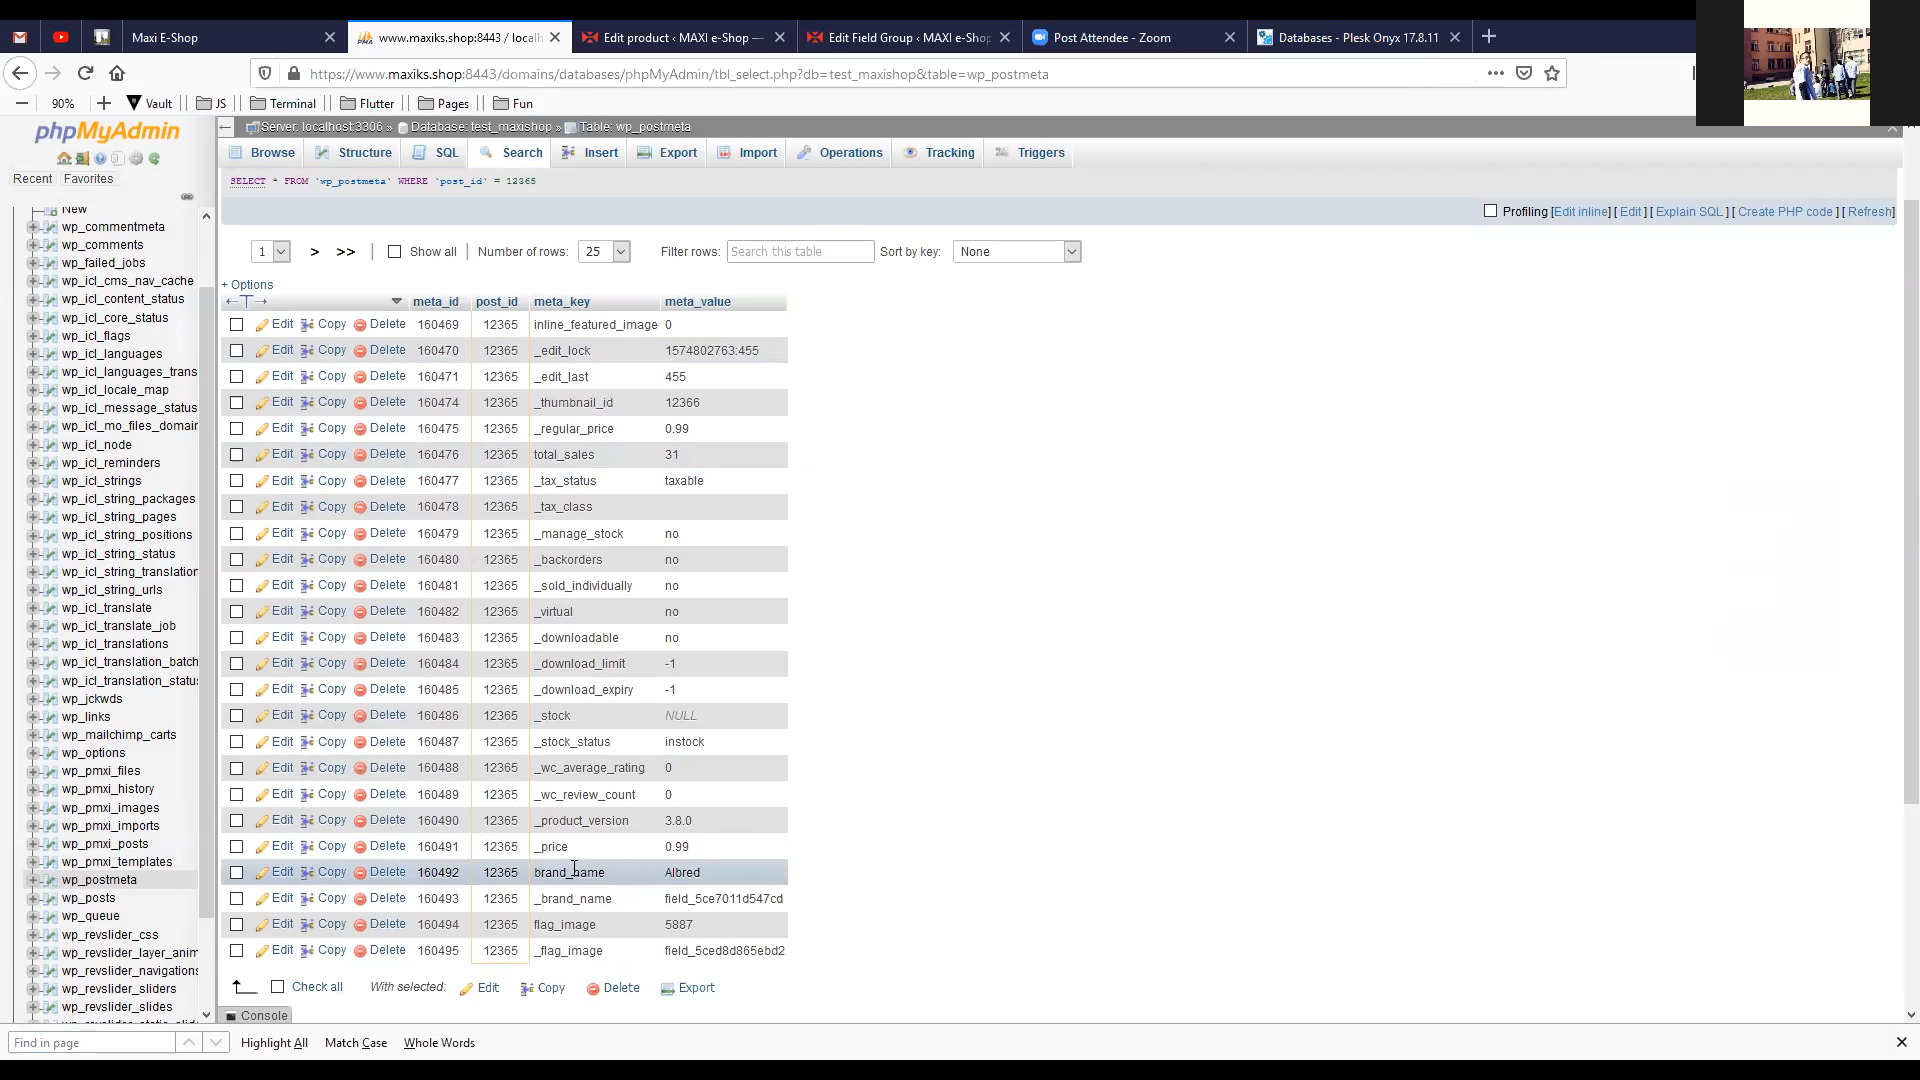 Maxi E-Shop
www.maxiks.shop:8443 / localh
Edit product ‹ MAXI e-Shop —
Edit Field Group ‹ MAXI e-Shop
Post Attendee - Zoom
Databases - Plesk Onyx 17.8.11
https://www.maxiks.shop:8443/domains/databases/phpMyAdmin/tbl_select.php?db=test_maxishop&table=wp_postmeta
90%
Vault
JS
Terminal
Flutter
Pages
Fun
phpMyAdmin
Recent
Favorites
New
wp_commentmeta
wp_comments
wp_failed_jobs
wp_icl_cms_nav_cache
wp_icl_content_status
wp_icl_core_status
wp_icl_flags
wp_icl_languages
wp_icl_languages_trans
wp_icl_locale_map
wp_icl_message_status
wp_icl_mo_files_domain
wp_icl_node
wp_icl_reminders
wp_icl_strings
wp_icl_string_packages
wp_icl_string_pages
wp_icl_string_positions
wp_icl_string_status
wp_icl_string_translation
wp_icl_string_urls
wp_icl_translate
wp_icl_translate_job
wp_icl_translations
wp_icl_translation_batch
wp_icl_translation_status
wp_jckwds
wp_links
wp_mailchimp_carts
wp_options
wp_pmxi_files
wp_pmxi_history
wp_pmxi_images
wp_pmxi_imports
wp_pmxi_posts
wp_pmxi_templates
wp_postmeta
wp_posts
wp_queue
wp_revslider_css
wp_revslider_layer_anim
wp_revslider_navigations
wp_revslider_sliders
wp_revslider_slides
Server: localhost:3306 » Database: test_maxishop » Table: wp_postmeta
Browse Structure SQL Search Insert Export Import Operations Tracking Triggers
SELECT * FROM `wp_postmeta` WHERE `post_id` = 12365
Profiling [Edit inline] [ Edit ] [ Explain SQL ] [ Create PHP code ] [ Refresh]
1 > >> | Show all | Number of rows: 25 Filter rows: Search this table Sort by key: None
+ Options
←T→ meta_id post_id meta_key meta_value
Edit Copy Delete 160469 12365 inline_featured_image 0
Edit Copy Delete 160470 12365 _edit_lock 1574802763:455
Edit Copy Delete 160471 12365 _edit_last 455
Edit Copy Delete 160474 12365 _thumbnail_id 12366
Edit Copy Delete 160475 12365 _regular_price 0.99
Edit Copy Delete 160476 12365 total_sales 31
Edit Copy Delete 160477 12365 _tax_status taxable
Edit Copy Delete 160478 12365 _tax_class
Edit Copy Delete 160479 12365 _manage_stock no
Edit Copy Delete 160480 12365 _backorders no
Edit Copy Delete 160481 12365 _sold_individually no
Edit Copy Delete 160482 12365 _virtual no
Edit Copy Delete 160483 12365 _downloadable no
Edit Copy Delete 160484 12365 _download_limit -1
Edit Copy Delete 160485 12365 _download_expiry -1
Edit Copy Delete 160486 12365 _stock NULL
Edit Copy Delete 160487 12365 _stock_status instock
Edit Copy Delete 160488 12365 _wc_average_rating 0
Edit Copy Delete 160489 12365 _wc_review_count 0
Edit Copy Delete 160490 12365 _product_version 3.8.0
Edit Copy Delete 160491 12365 _price 0.99
Edit Copy Delete 160492 12365 brand_name Albred
Edit Copy Delete 160493 12365 _brand_name field_5ce7011d547cd
Edit Copy Delete 160494 12365 flag_image 5887
Edit Copy Delete 160495 12365 _flag_image field_5ced8d865ebd2
Check all With selected: Edit Copy Delete Export
Console
Find in page Highlight All Match Case Whole Words